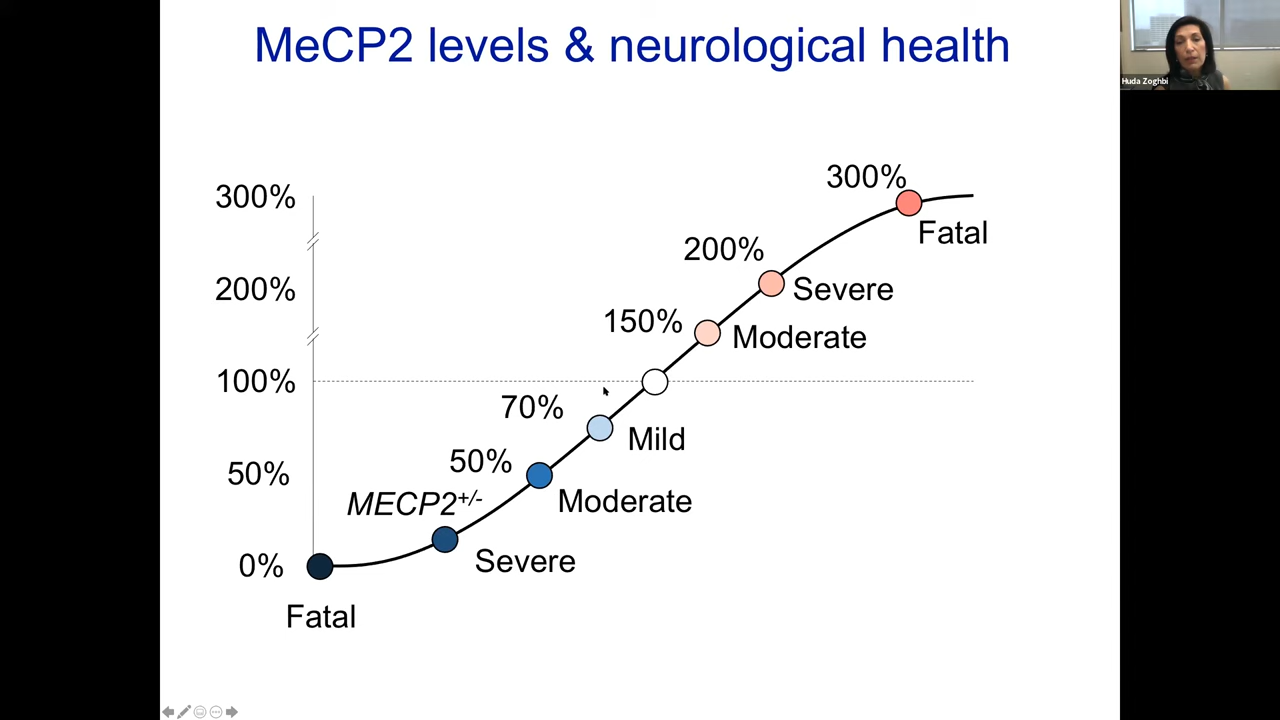 MeCP2 levels & neurological health
Huda Zoghbi
300%
300%
Fatal
200%
200%
Severe
150%
Moderate
100%
70%
Mild
50%
50%
Moderate
MECP2+/-
Severe
0%
Fatal